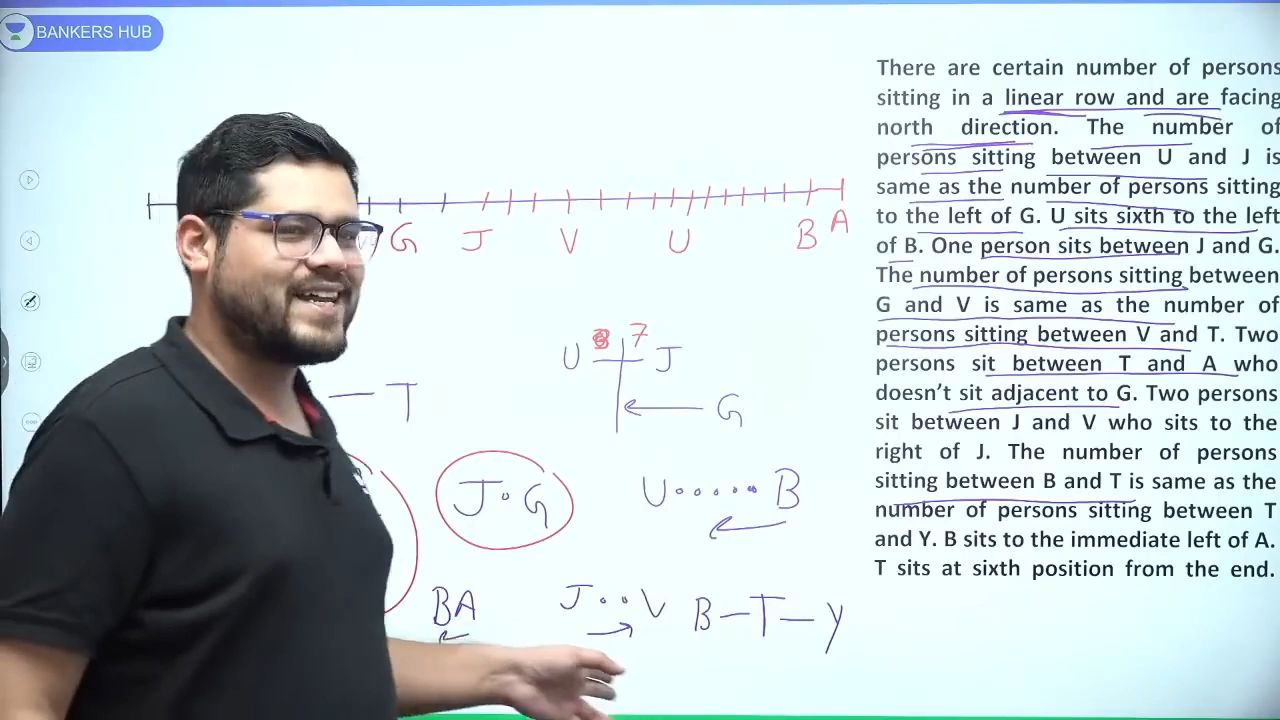 BANKERS HUB
There are certain number of persons
sitting in a linear row and are facing
north direction. The number of
persons sitting between U and J is
same as the number of persons sitting
to the left of G. U sits sixth to the left
of B. One person sits between J and G.
The number of persons sitting between
G and V is same as the number of
persons sitting between V and T. Two
persons sit between T and A who
doesn't sit adjacent to G. Two persons
sit between J and V who sits to the
right of J. The number of persons
sitting between B and T is same as the
number of persons sitting between T
and Y. B sits to the immediate left of A.
T sits at sixth position from the end.
G J V U B A
U 7 J
— T G
J • G U •••••• B
BA J •• V B — T — Y